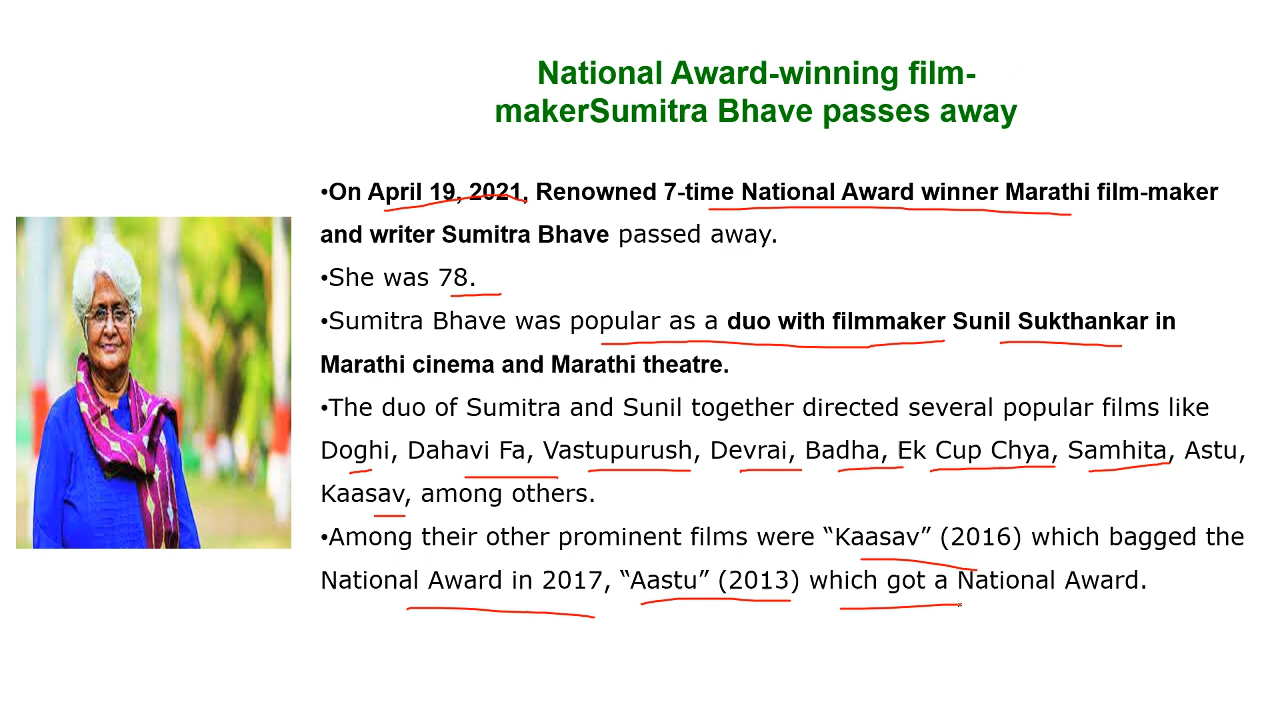 National Award-winning film-
makerSumitra Bhave passes away
•On April 19, 2021, Renowned 7-time National Award winner Marathi film-maker
and writer Sumitra Bhave passed away.
•She was 78.
•Sumitra Bhave was popular as a duo with filmmaker Sunil Sukthankar in
Marathi cinema and Marathi theatre.
•The duo of Sumitra and Sunil together directed several popular films like
Doghi, Dahavi Fa, Vastupurush, Devrai, Badha, Ek Cup Chya, Samhita, Astu,
Kaasav, among others.
•Among their other prominent films were “Kaasav” (2016) which bagged the
National Award in 2017, “Aastu” (2013) which got a National Award.